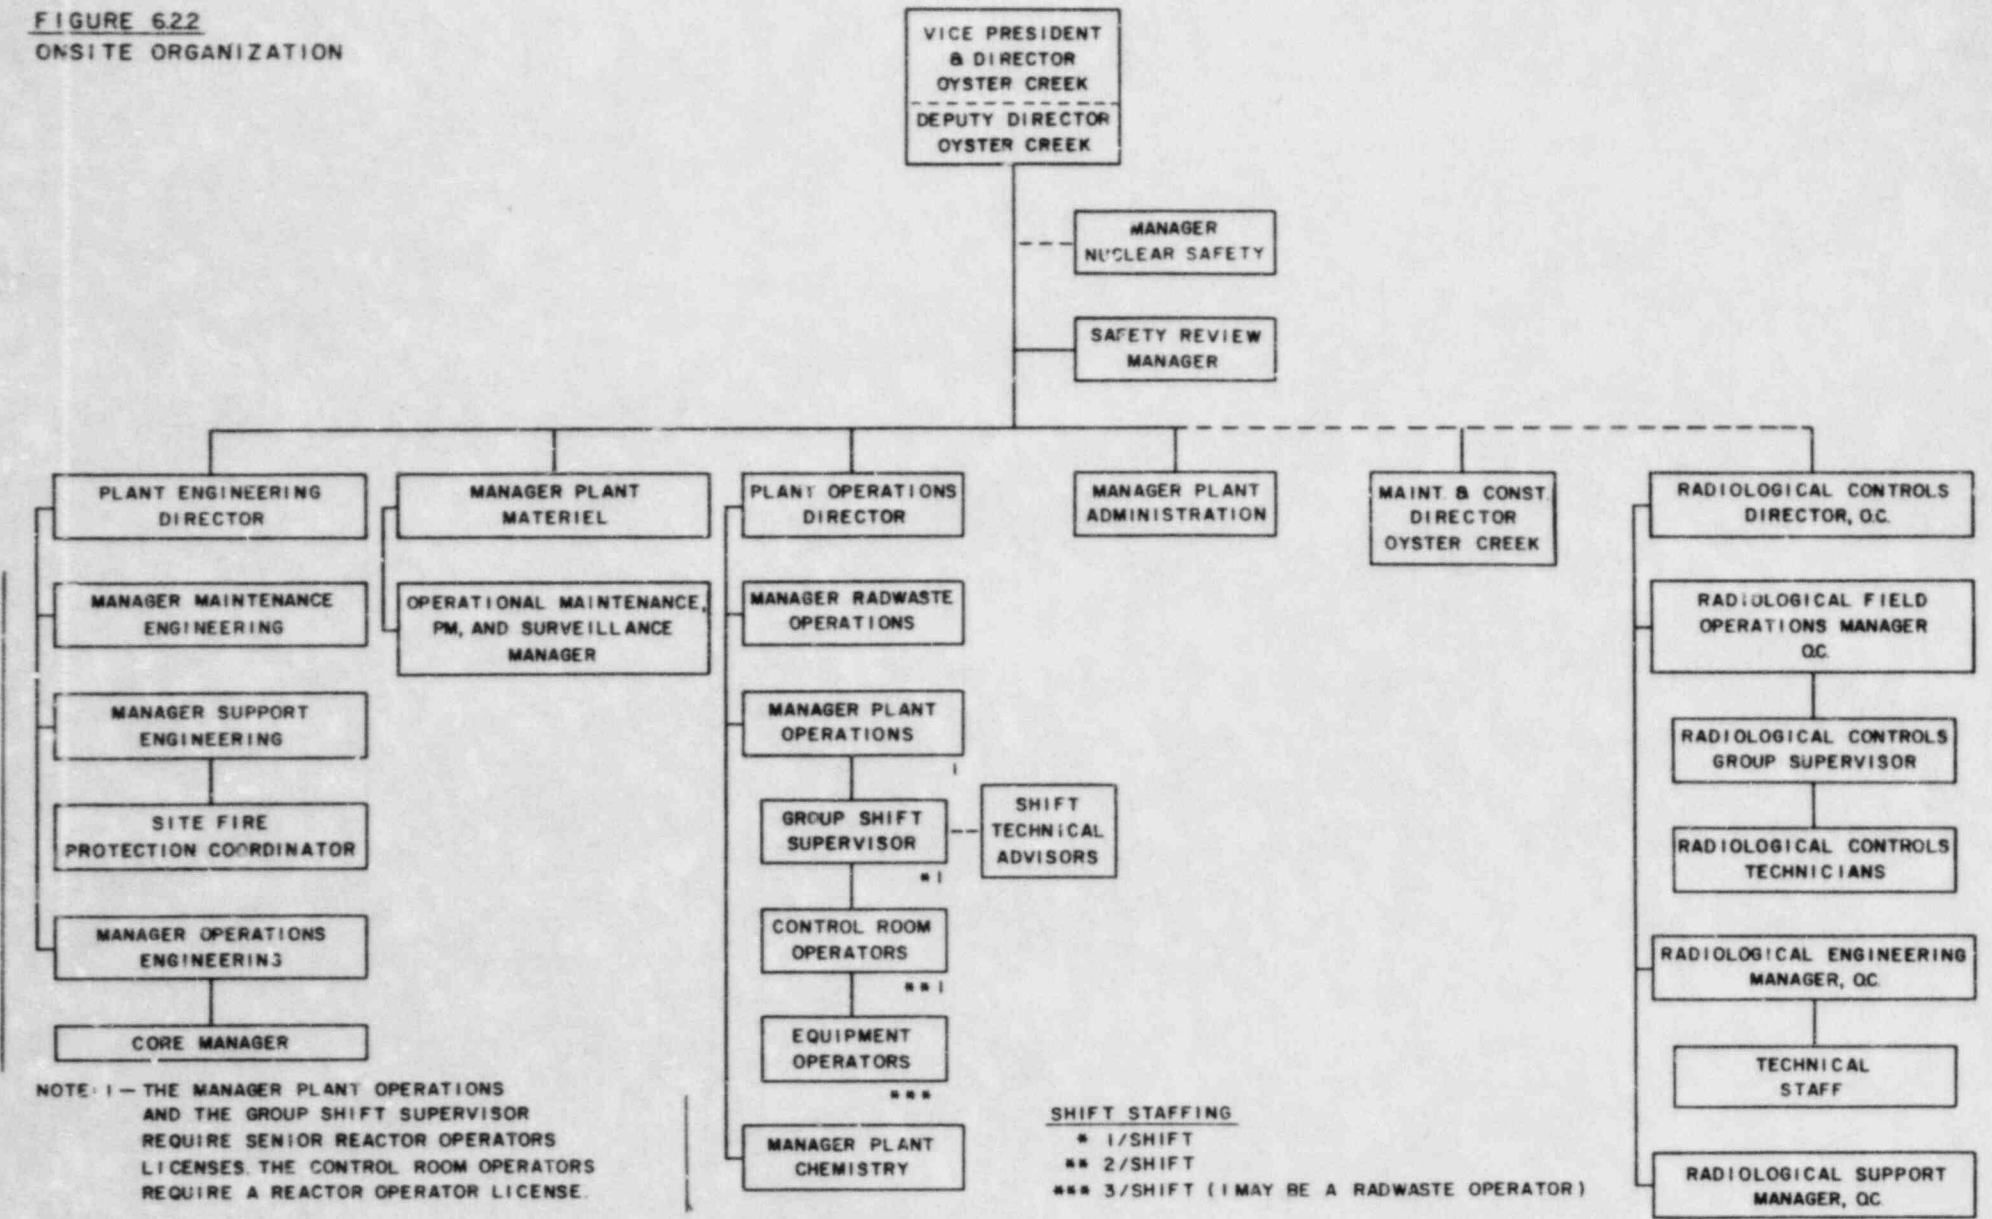 FIGURE 6.2.2
ONSITE ORGANIZATION
VICE PRESIDENT
& DIRECTOR
OYSTER CREEK
DEPUTY DIRECTOR
OYSTER CREEK
MANAGER
NUCLEAR SAFETY
SAFETY REVIEW
MANAGER
PLANT ENGINEERING
DIRECTOR
MANAGER MAINTENANCE
ENGINEERING
MANAGER SUPPORT
ENGINEERING
SITE FIRE
PROTECTION COORDINATOR
MANAGER OPERATIONS
ENGINEERING
CORE MANAGER
MANAGER PLANT
MATERIEL
OPERATIONAL MAINTENANCE,
PM, AND SURVEILLANCE
MANAGER
PLANT OPERATIONS
DIRECTOR
MANAGER RADWASTE
OPERATIONS
MANAGER PLANT
OPERATIONS
1
GROUP SHIFT
SUPERVISOR
* 1
SHIFT
TECHNICAL
ADVISORS
CONTROL ROOM
OPERATORS
** 1
EQUIPMENT
OPERATORS
***
MANAGER PLANT
CHEMISTRY
MANAGER PLANT
ADMINISTRATION
MAINT. & CONST.
DIRECTOR
OYSTER CREEK
RADIOLOGICAL CONTROLS
DIRECTOR, O.C.
RADIOLOGICAL FIELD
OPERATIONS MANAGER
O.C.
RADIOLOGICAL CONTROLS
GROUP SUPERVISOR
RADIOLOGICAL CONTROLS
TECHNICIANS
RADIOLOGICAL ENGINEERING
MANAGER, O.C.
TECHNICAL
STAFF
RADIOLOGICAL SUPPORT
MANAGER, O.C.
NOTE: 1 — THE MANAGER PLANT OPERATIONS
AND THE GROUP SHIFT SUPERVISOR
REQUIRE SENIOR REACTOR OPERATORS
LICENSES. THE CONTROL ROOM OPERATORS
REQUIRE A REACTOR OPERATOR LICENSE.
SHIFT STAFFING
* 1/SHIFT
** 2/SHIFT
*** 3/SHIFT (1 MAY BE A RADWASTE OPERATOR)